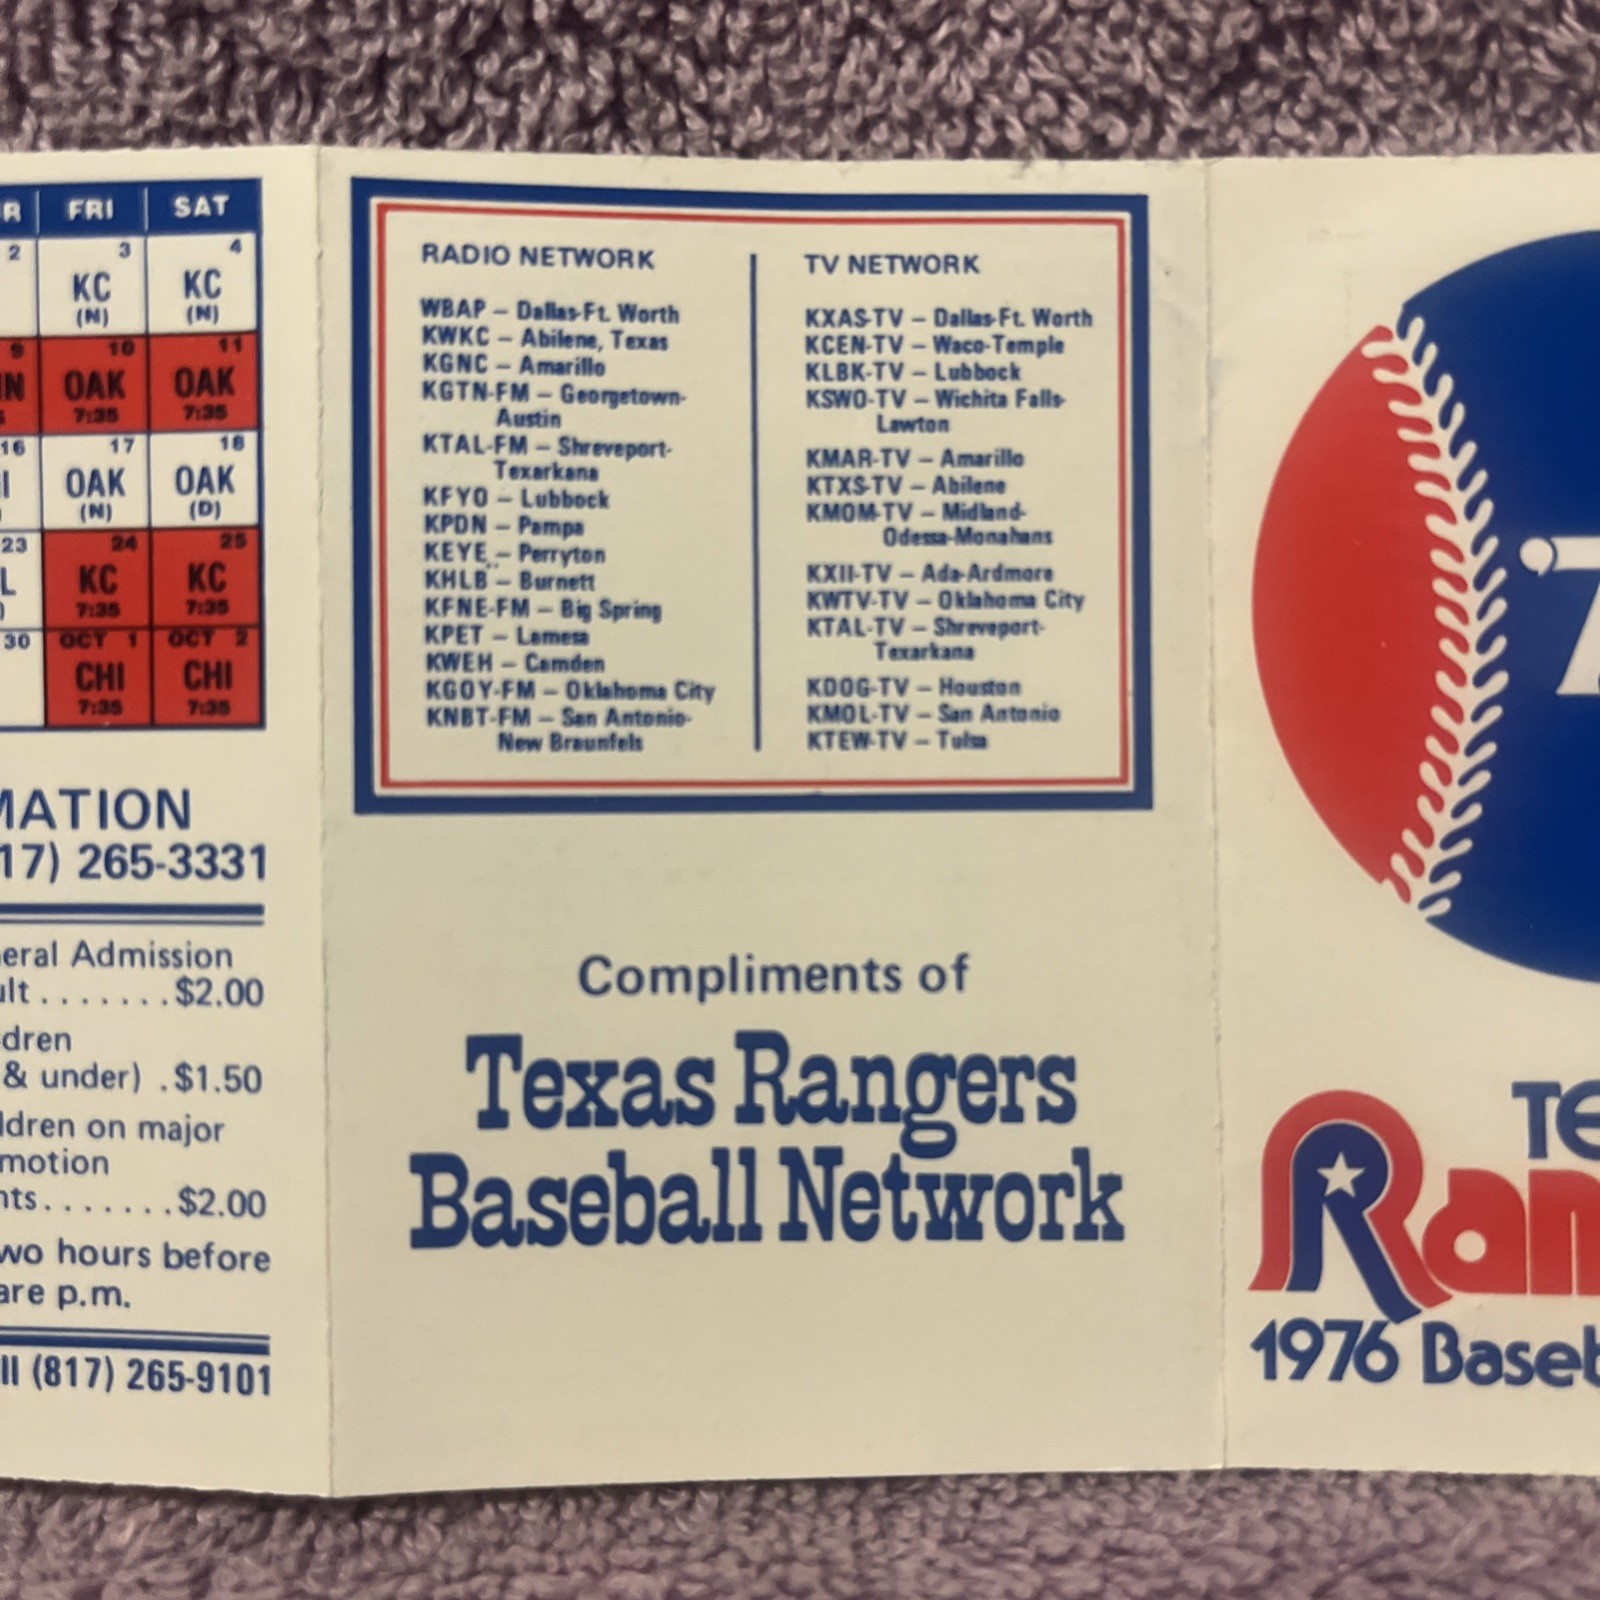 R FRI SAT
2 3 4
KC KC
(N) (N)
9 10 11
N OAK OAK
7:35 7:35
16 17 18
OAK OAK
(N) (D)
23 24 25
L KC KC
) 7:35 7:35
30 OCT 1 OCT 2
CHI CHI
7:35 7:35
MATION
17) 265-3331
eral Admission
ult.......$2.00
dren
& under) .$1.50
ldren on major
motion
nts.......$2.00
wo hours before
are p.m.
ll (817) 265-9101
RADIO NETWORK
WBAP – Dallas-Ft. Worth
KWKC – Abilene, Texas
KGNC – Amarillo
KGTN-FM – Georgetown-
Austin
KTAL-FM – Shreveport-
Texarkana
KFYO – Lubbock
KPDN – Pampa
KEYE – Perryton
KHLB – Burnett
KFNE-FM – Big Spring
KPET – Lamesa
KWEH – Camden
KGOY-FM – Oklahoma City
KNBT-FM – San Antonio-
New Braunfels
TV NETWORK
KXAS-TV – Dallas-Ft. Worth
KCEN-TV – Waco-Temple
KLBK-TV – Lubbock
KSWO-TV – Wichita Falls-
Lawton
KMAR-TV – Amarillo
KTXS-TV – Abilene
KMOM-TV – Midland-
Odessa-Monahans
KXII-TV – Ada-Ardmore
KWTV-TV – Oklahoma City
KTAL-TV – Shreveport-
Texarkana
KDOG-TV – Houston
KMOL-TV – San Antonio
KTEW-TV – Tulsa
Compliments of
Texas Rangers
Baseball Network
'7
TE
Ran
1976 Baseb